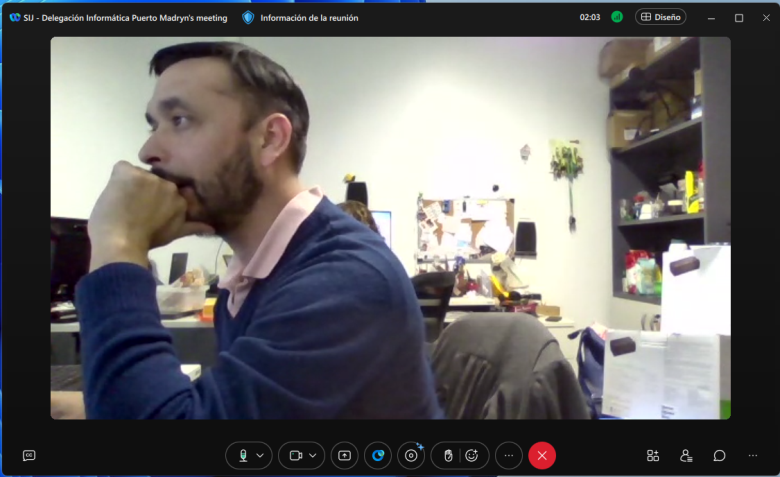 SIJ - Delegación Informática Puerto Madryn's meeting
Información de la reunión
02:03
Diseño